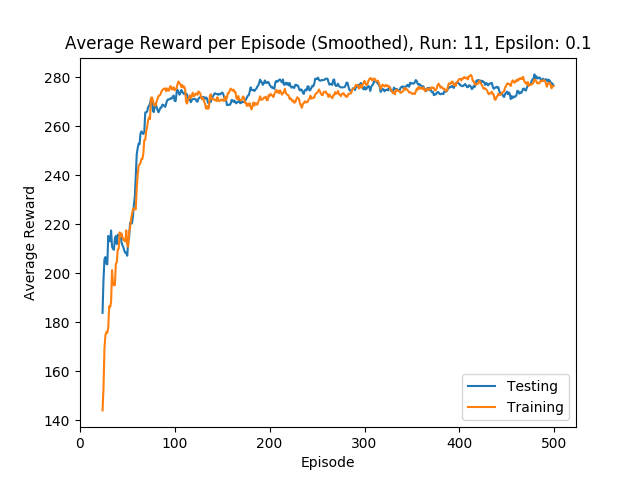 Average Reward per Episode (Smoothed), Run: 11, Epsilon: 0.1
280
260
240
220
200
180
160
140
Average Reward
0 100 200 300 400 500
Episode
Testing
Training